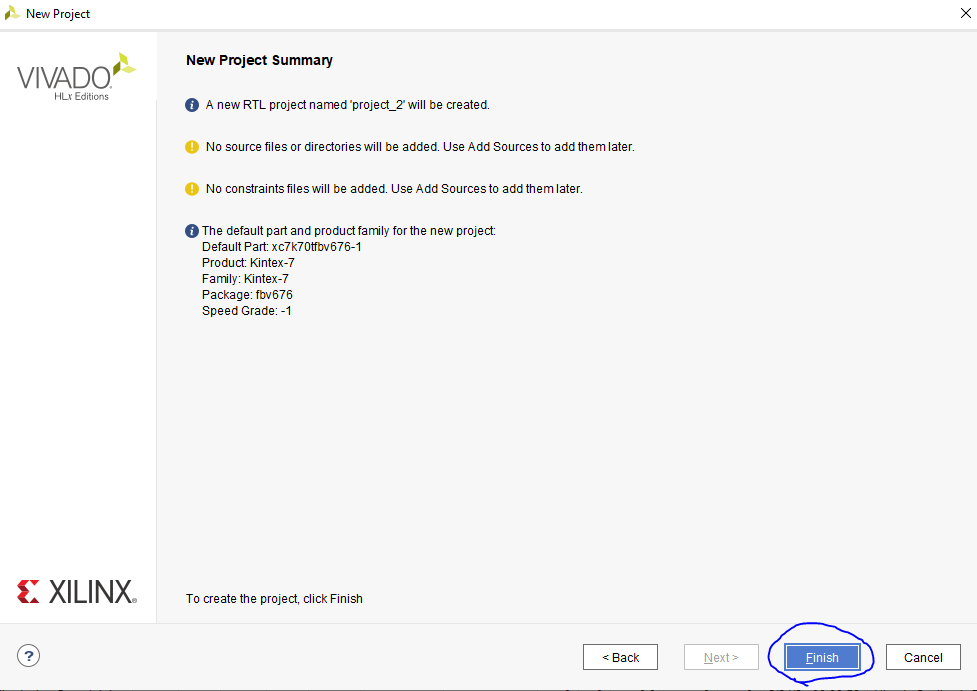 New Project
VIVADO
HLx Editions
New Project Summary
A new RTL project named 'project_2' will be created.
No source files or directories will be added. Use Add Sources to add them later.
No constraints files will be added. Use Add Sources to add them later.
The default part and product family for the new project:
Default Part: xc7k70tfbv676-1
Product: Kintex-7
Family: Kintex-7
Package: fbv676
Speed Grade: -1
XILINX
To create the project, click Finish
?
< Back
Next >
Finish
Cancel